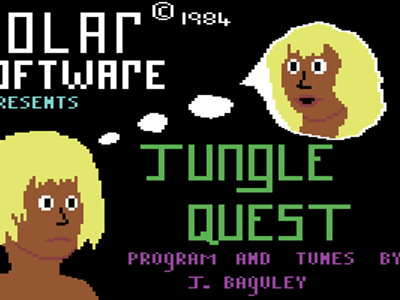 OLAR © 1984
OFTWARE
RESENTS
JUNGLE
QUEST
PROGRAM AND TUNES BY
J. BAGULEY